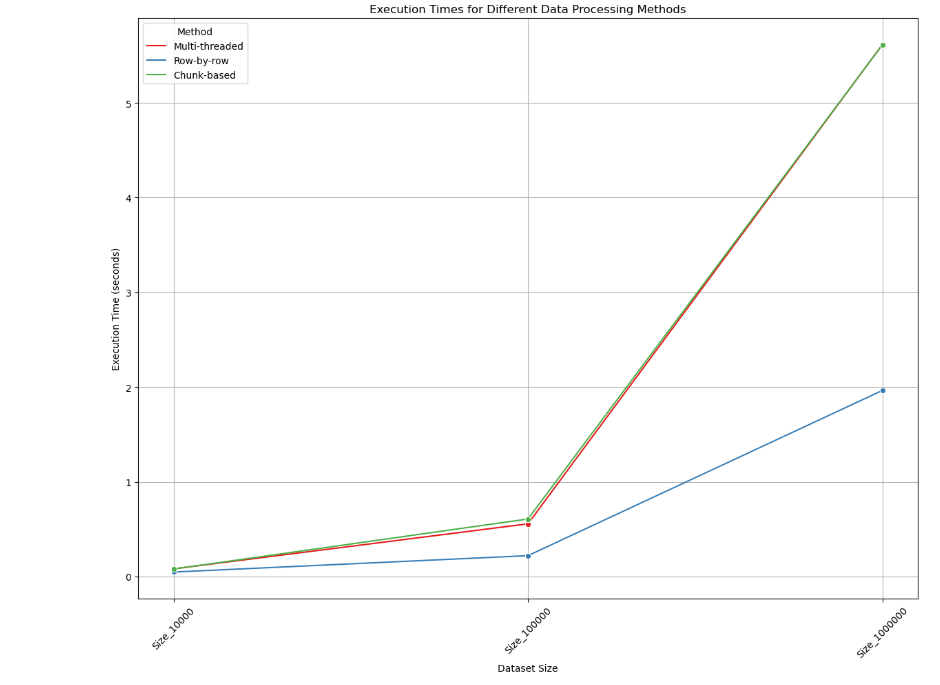 Execution Times for Different Data Processing Methods
Method
Multi-threaded
Row-by-row
Chunk-based
5
4
3
2
1
0
Execution Time (seconds)
Size_10000
Size_100000
Size_1000000
Dataset Size